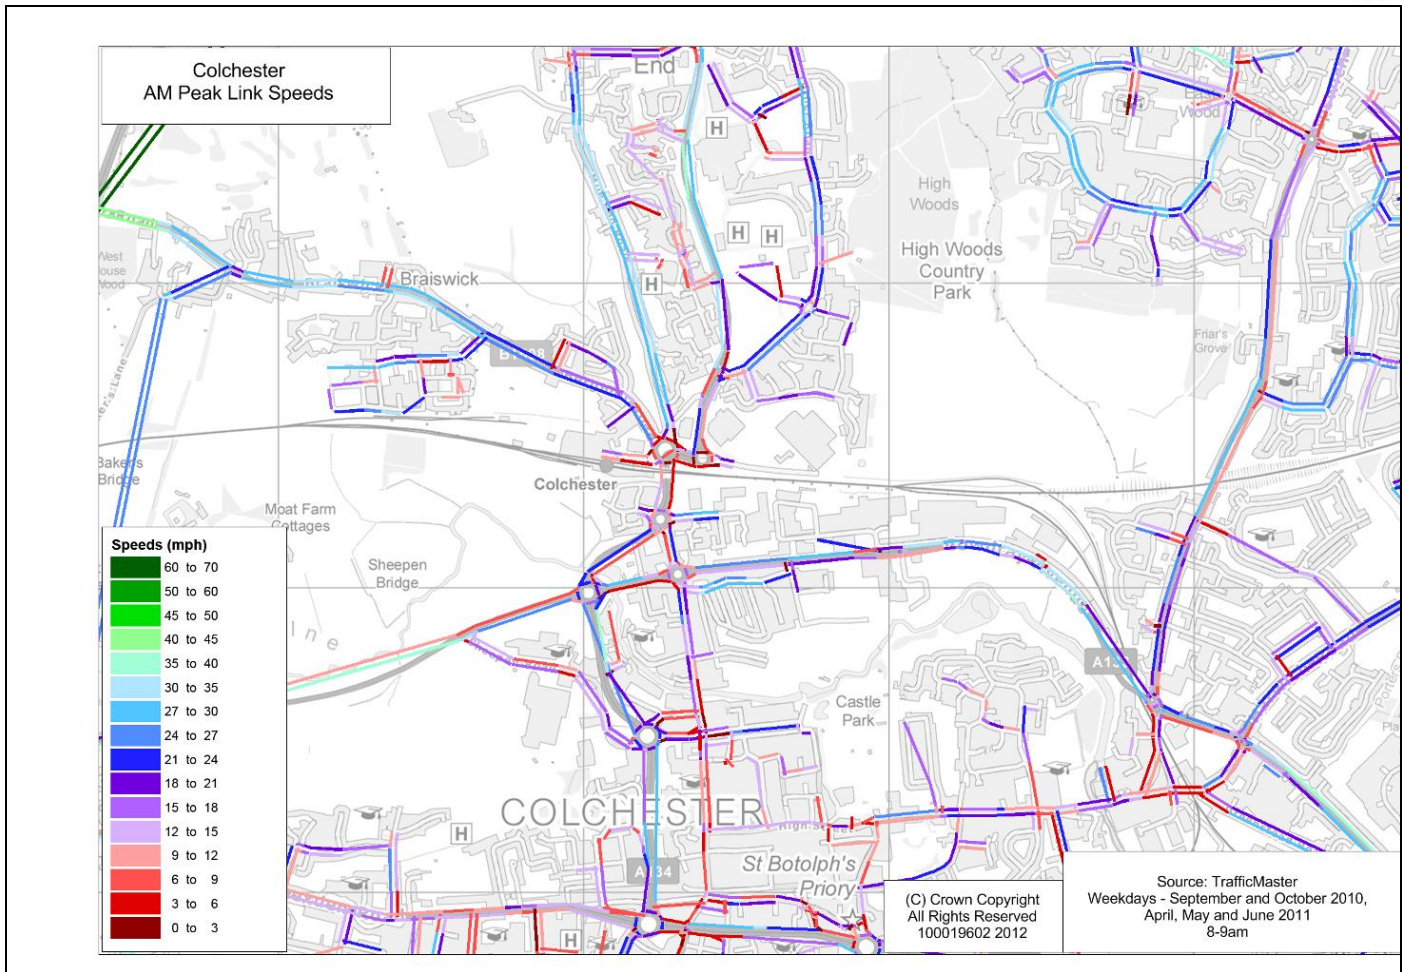 Colchester
AM Peak Link Speeds
End
H
High
Woods
Wood
H
H
High Woods
Country
Park
West
House
Wood
Braiswick
H
Friar's
Grove
Baker's
Bridge
Colchester
Moat Farm
Cottages
Sheepen
Bridge
Speeds (mph)
60 to 70
50 to 60
45 to 50
40 to 45
35 to 40
30 to 35
27 to 30
24 to 27
21 to 24
18 to 21
15 to 18
12 to 15
9 to 12
6 to 9
3 to 6
0 to 3
Castle
Park
COLCHESTER
High Street
H
St Botolph's
Priory
H
(C) Crown Copyright
All Rights Reserved
100019602 2012
Source: TrafficMaster
Weekdays - September and October 2010,
April, May and June 2011
8-9am